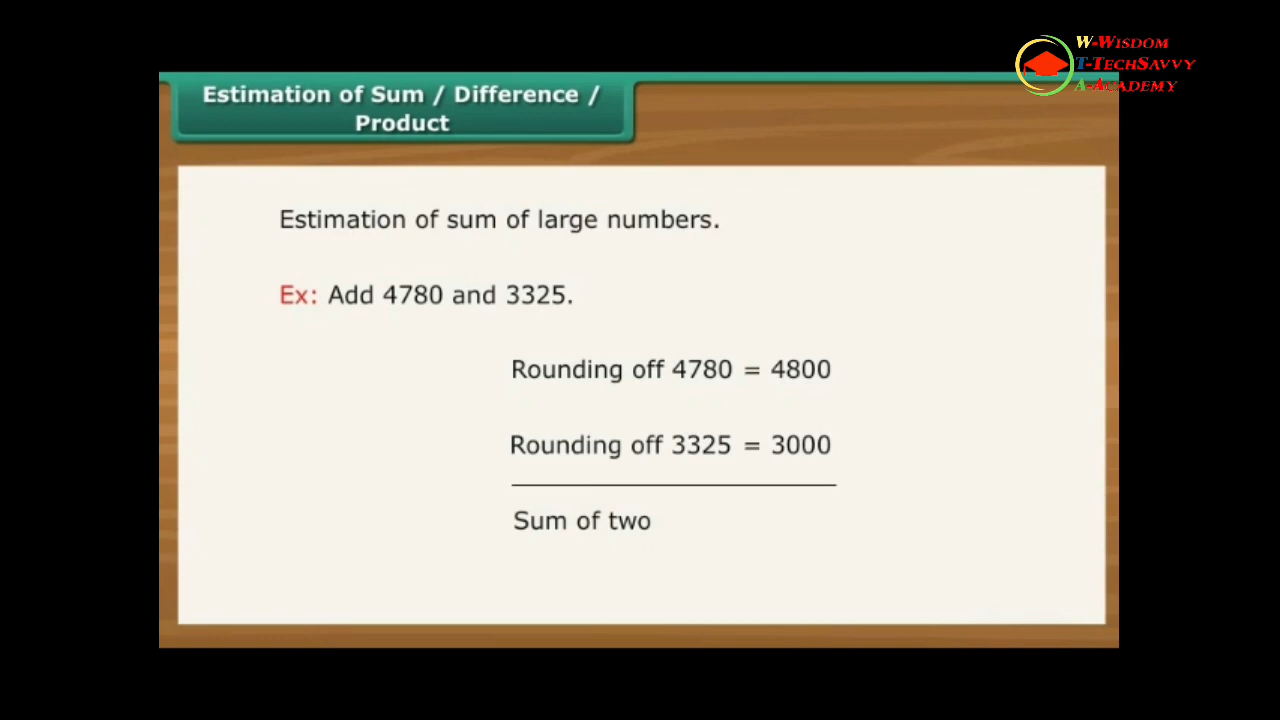 W-WISDOM
T-TECHSAVVY
A-ACADEMY
Estimation of Sum / Difference /
Product
Estimation of sum of large numbers.
Ex: Add 4780 and 3325.
Rounding off 4780 = 4800
Rounding off 3325 = 3000
Sum of two